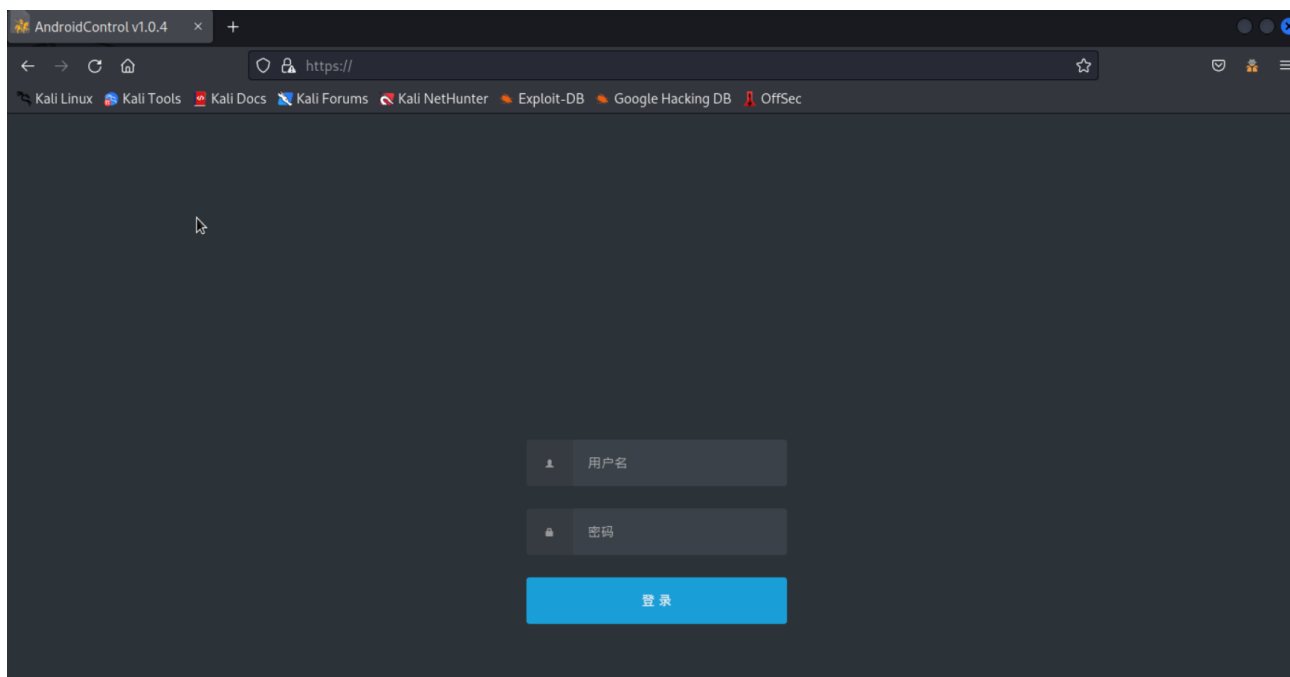 AndroidControl v1.0.4
https://
Kali Linux Kali Tools Kali Docs Kali Forums Kali NetHunter Exploit-DB Google Hacking DB OffSec
用户名
密码
登 录